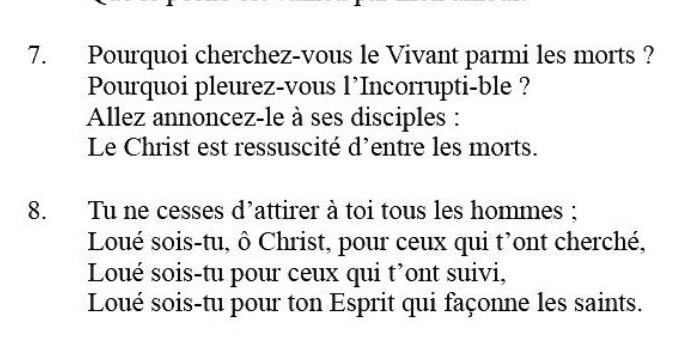 7. Pourquoi cherchez-vous le Vivant parmi les morts ?
Pourquoi pleurez-vous l’Incorrupti-ble ?
Allez annoncez-le à ses disciples :
Le Christ est ressuscité d’entre les morts.
8. Tu ne cesses d’attirer à toi tous les hommes ;
Loué sois-tu, ô Christ, pour ceux qui t’ont cherché,
Loué sois-tu pour ceux qui t’ont suivi,
Loué sois-tu pour ton Esprit qui façonne les saints.